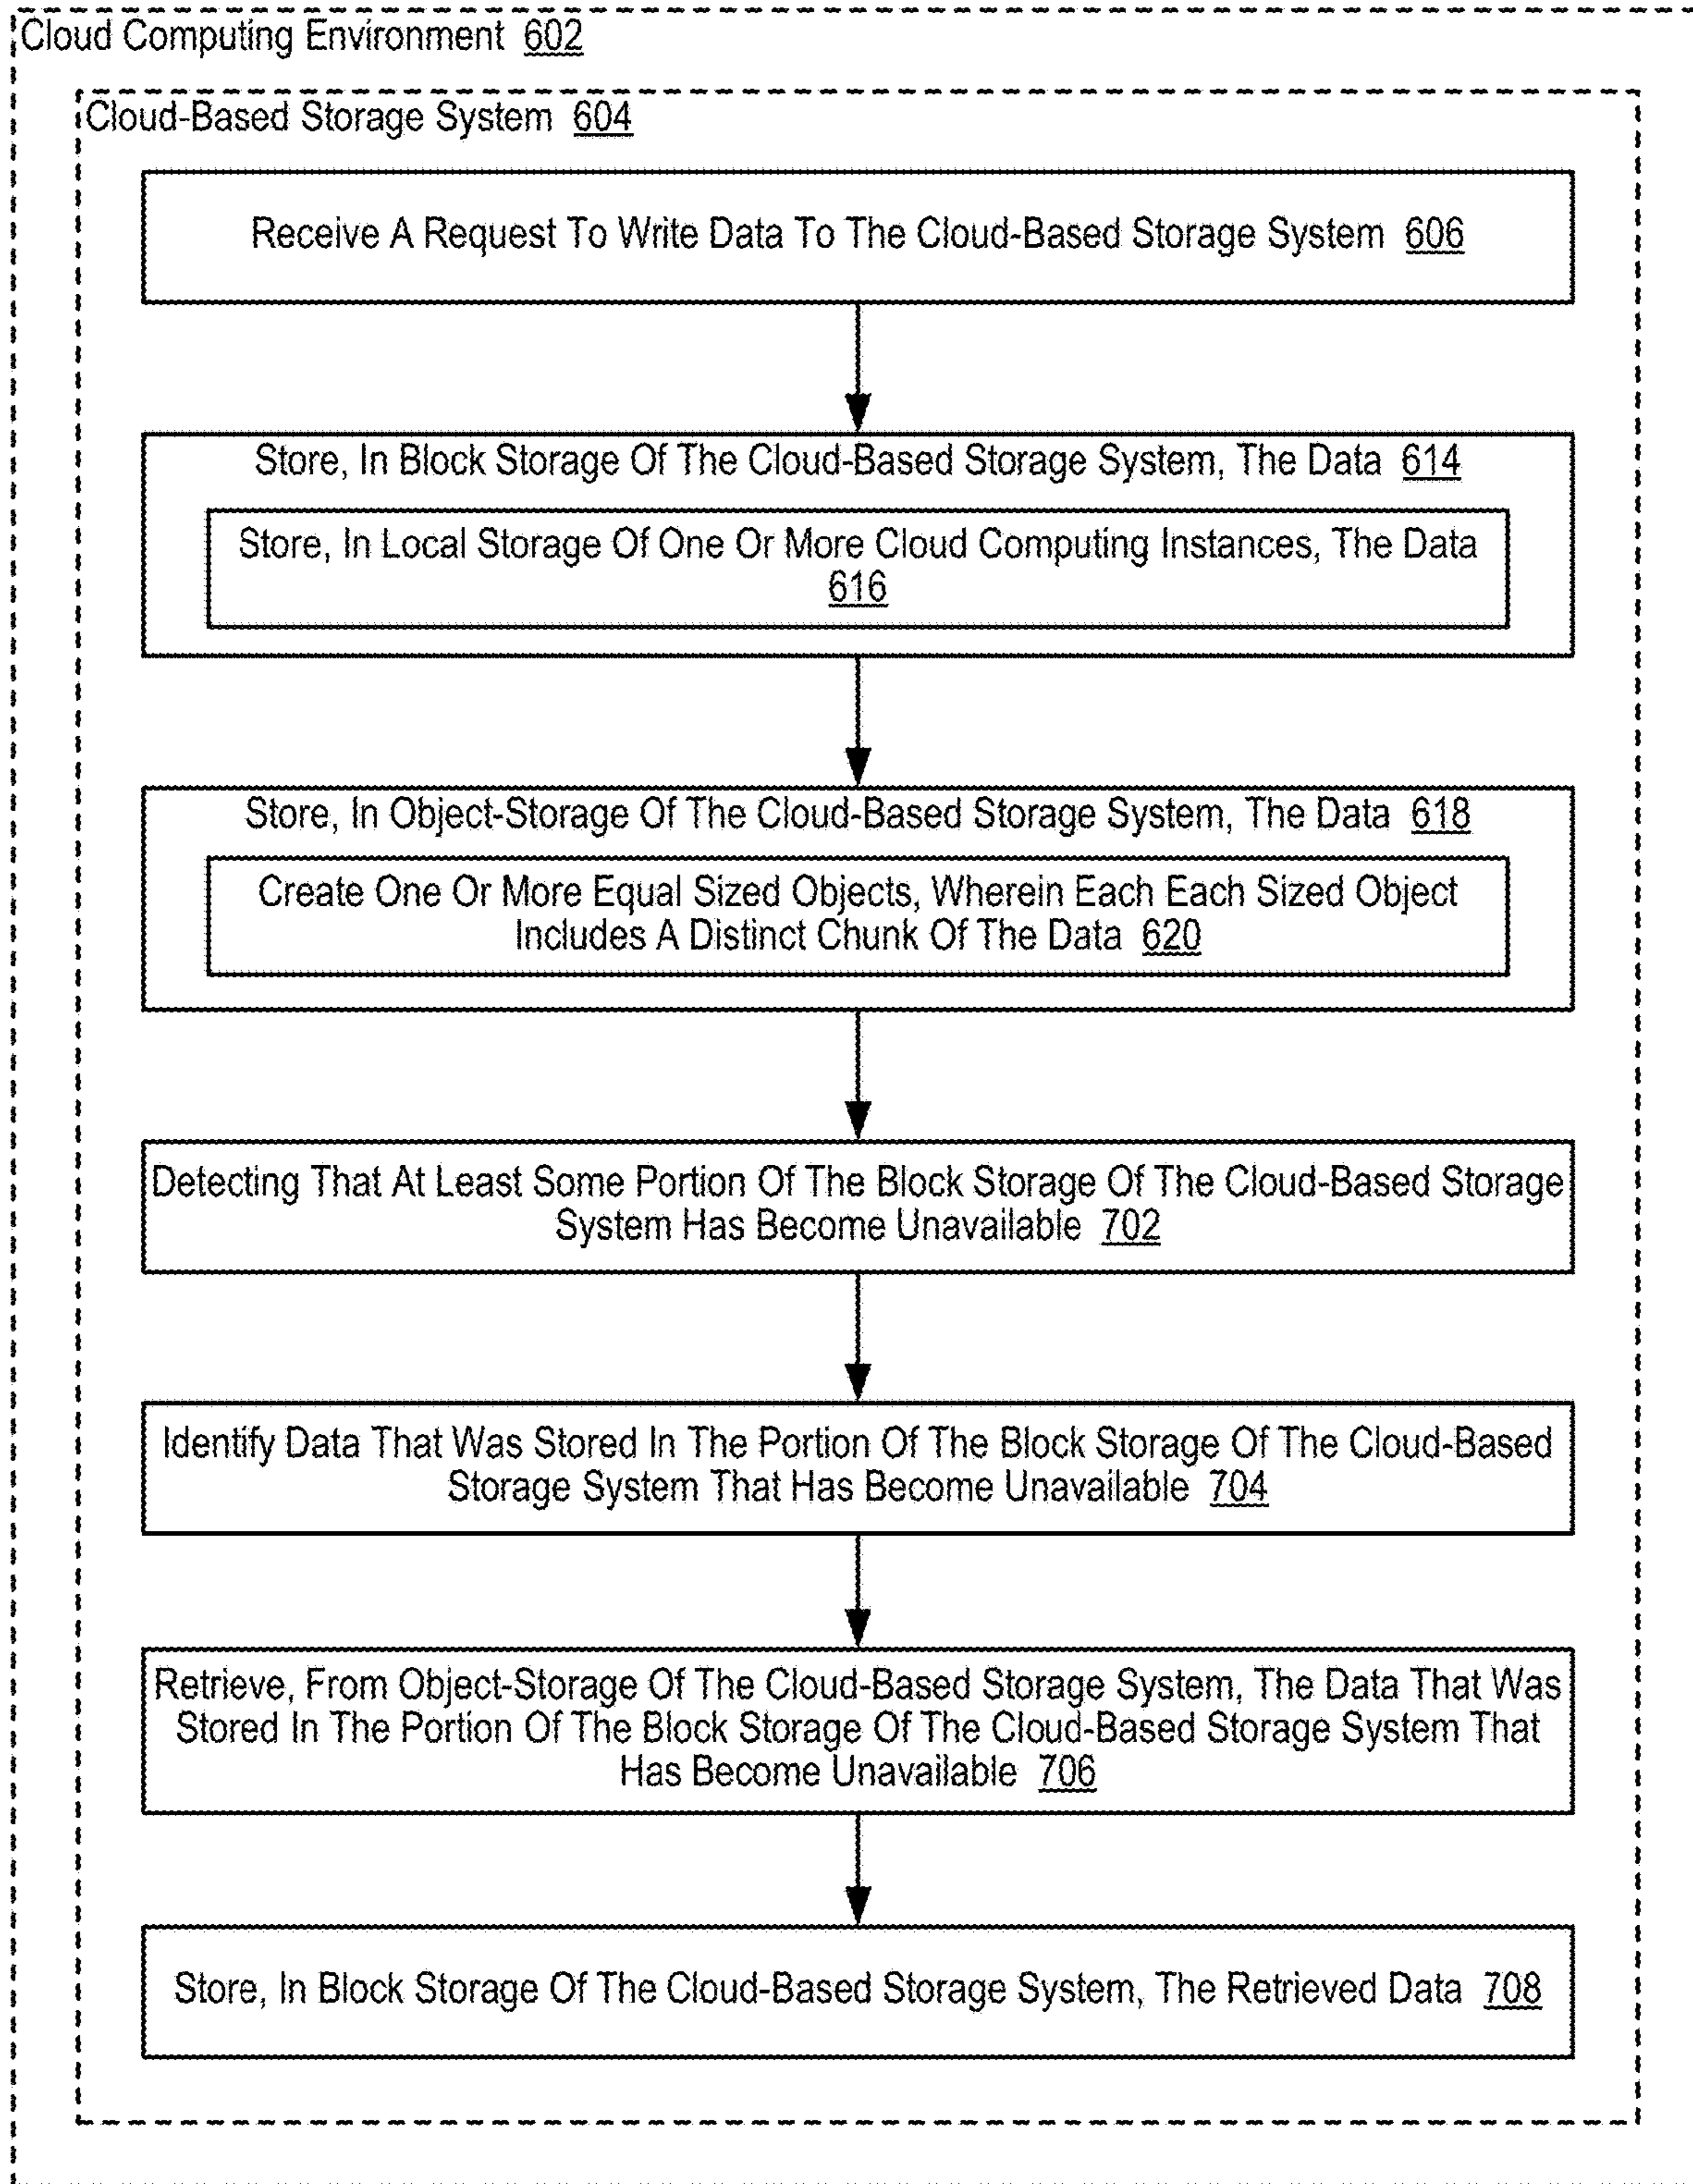 Cloud Computing Environment 602
Cloud-Based Storage System 604
Receive A Request To Write Data To The Cloud-Based Storage System 606
Store, In Block Storage Of The Cloud-Based Storage System, The Data 614
Store, In Local Storage Of One Or More Cloud Computing Instances, The Data
616
Store, In Object-Storage Of The Cloud-Based Storage System, The Data 618
Create One Or More Equal Sized Objects, Wherein Each Each Sized Object
Includes A Distinct Chunk Of The Data 620
Detecting That At Least Some Portion Of The Block Storage Of The Cloud-Based Storage
System Has Become Unavailable 702
Identify Data That Was Stored In The Portion Of The Block Storage Of The Cloud-Based
Storage System That Has Become Unavailable 704
Retrieve, From Object-Storage Of The Cloud-Based Storage System, The Data That Was
Stored In The Portion Of The Block Storage Of The Cloud-Based Storage System That
Has Become Unavailable 706
Store, In Block Storage Of The Cloud-Based Storage System, The Retrieved Data 708